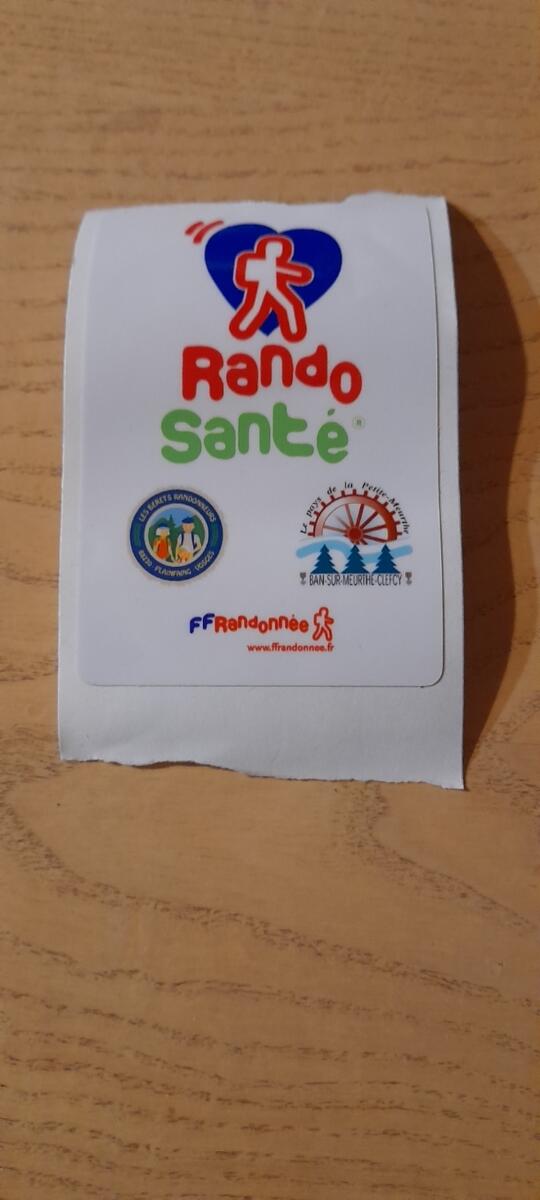 Rando
Santé®
LES BÉRETS RANDONNEURS
88230 PLAINFAING VOSGES
Le pays de la Petite-Meurthe
BAN-SUR-MEURTHE-CLEFCY
FFRandonnée
www.ffrandonnee.fr